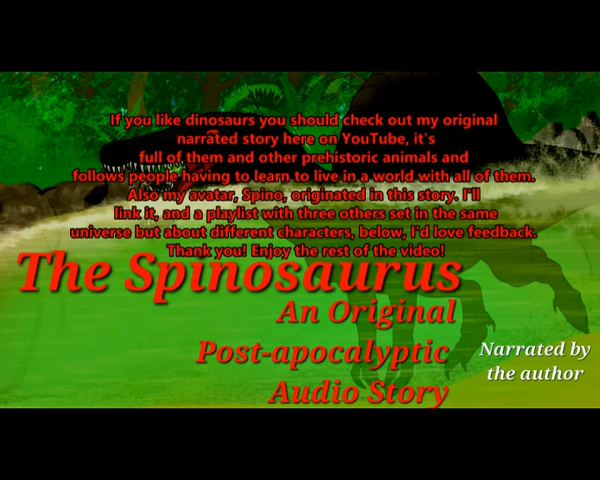 If you like dinosaurs you should check out my original
narrated story here on YouTube, it's
full of them and other prehistoric animals and
follows people having to learn to live in a world with all of them.
Also my avatar, Spino, originated in this story. I'll
link it, and a playlist with three others set in the same
universe but about different characters, below, I'd love feedback.
Thank you! Enjoy the rest of the video!
The Spinosaurus
An Original
Post-apocalyptic
Audio Story
Narrated by
the author